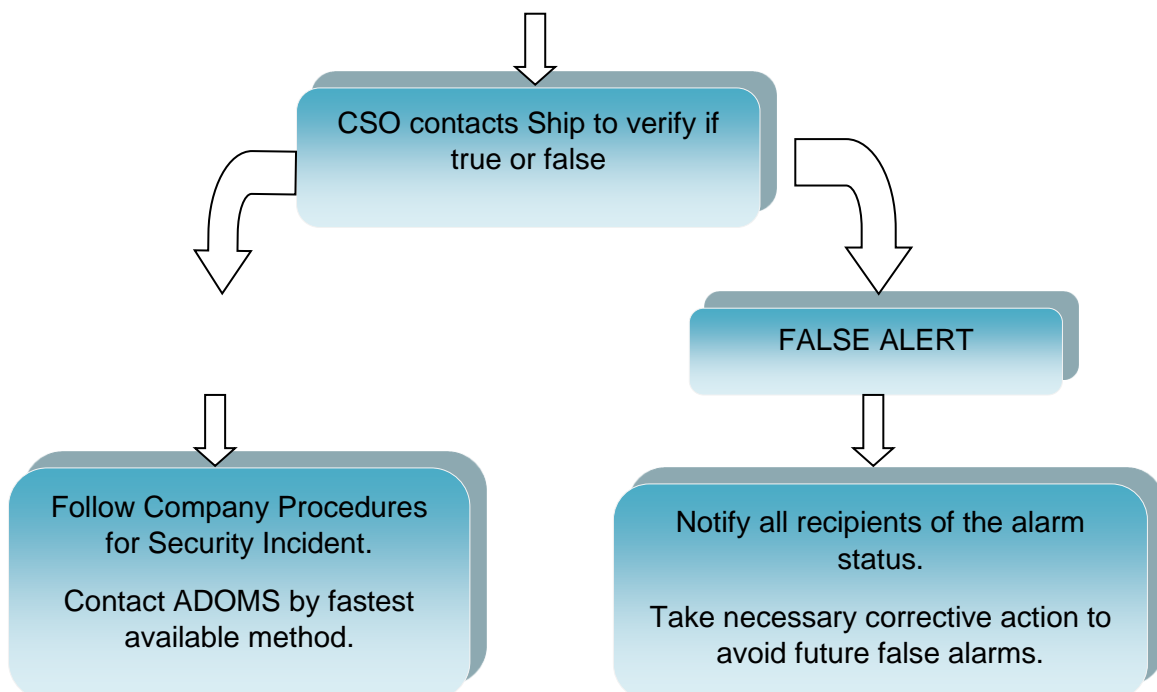 CSO contacts Ship to verify if
true or false
FALSE ALERT
Follow Company Procedures
for Security Incident.
Contact ADOMS by fastest
available method.
Notify all recipients of the alarm
status.
Take necessary corrective action to
avoid future false alarms.